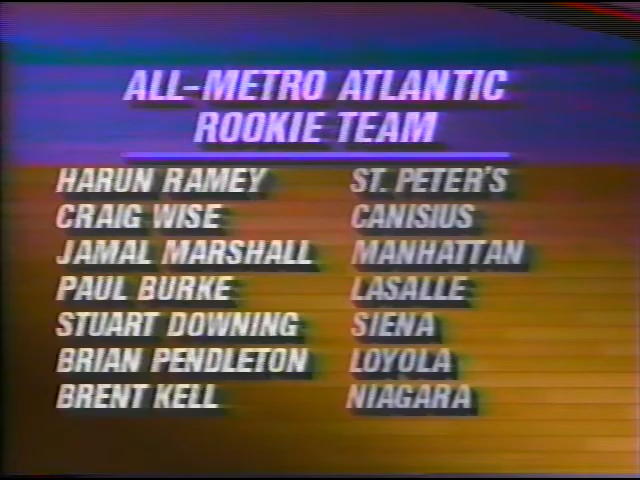 ALL-METRO ATLANTIC
ROOKIE TEAM
HARUN RAMEY ST. PETER'S
CRAIG WISE CANISIUS
JAMAL MARSHALL MANHATTAN
PAUL BURKE LASALLE
STUART DOWNING SIENA
BRIAN PENDLETON LOYOLA
BRENT KELL NIAGARA